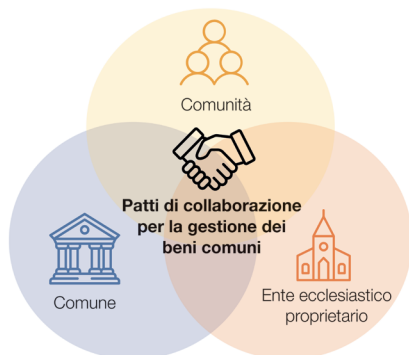 Comunità
Patti di collaborazione
per la gestione dei
beni comuni
Comune
Ente ecclesiastico
proprietario